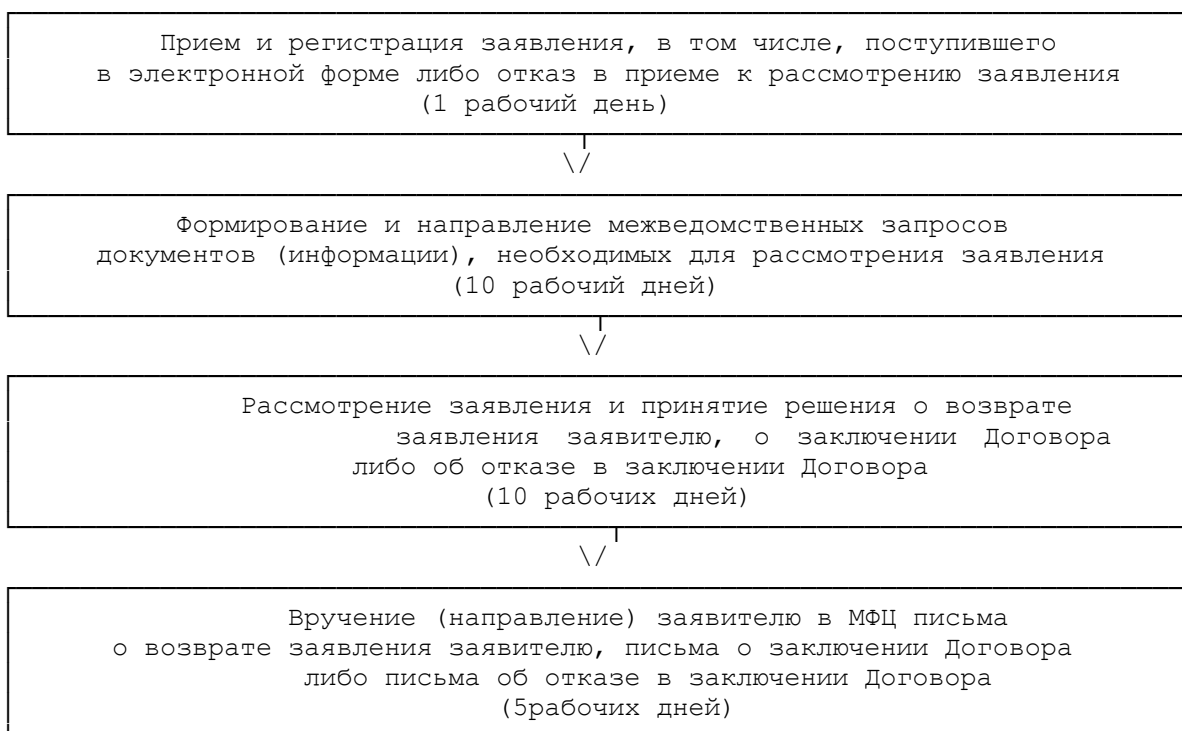 Прием и регистрация заявления, в том числе, поступившего
в электронной форме либо отказ в приеме к рассмотрению заявления
(1 рабочий день)
\/
Формирование и направление межведомственных запросов
документов (информации), необходимых для рассмотрения заявления
(10 рабочий дней)
\/
Рассмотрение заявления и принятие решения о возврате
заявления заявителю, о заключении Договора
либо об отказе в заключении Договора
(10 рабочих дней)
\/
Вручение (направление) заявителю в МФЦ письма
о возврате заявления заявителю, письма о заключении Договора
либо письма об отказе в заключении Договора
(5рабочих дней)